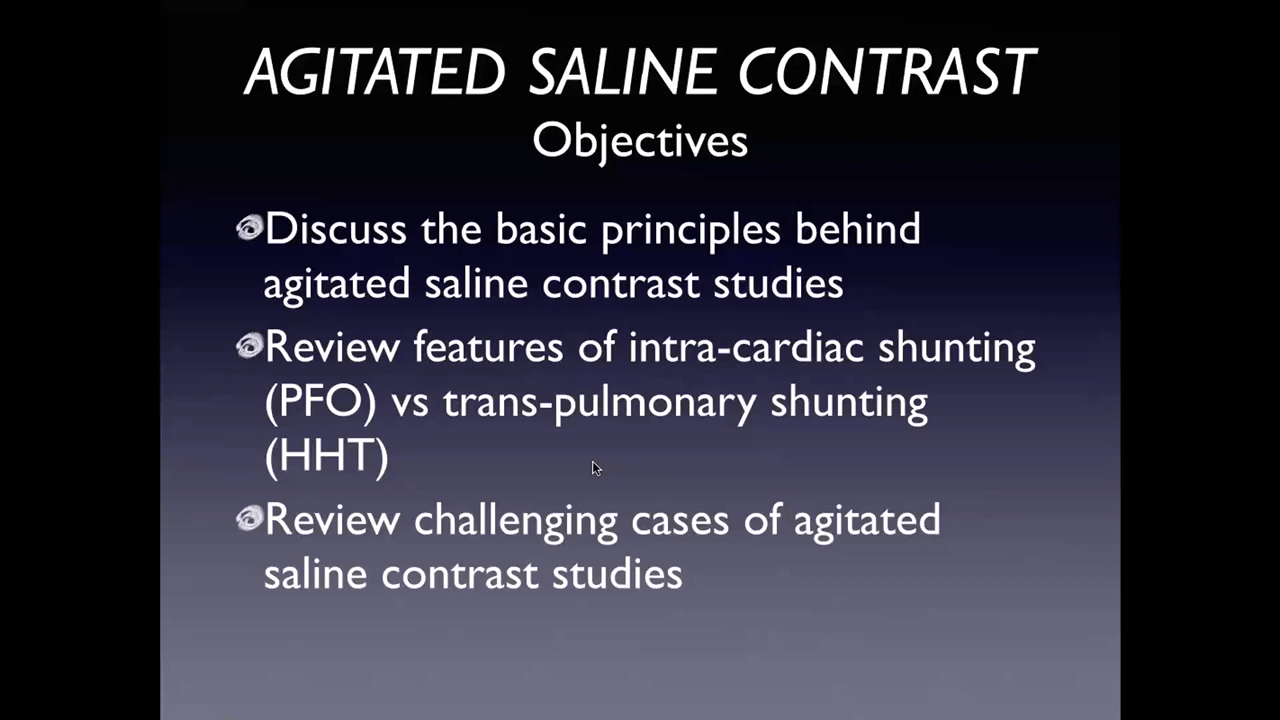 AGITATED SALINE CONTRAST
Objectives
Discuss the basic principles behind
agitated saline contrast studies
Review features of intra-cardiac shunting
(PFO) vs trans-pulmonary shunting
(HHT)
Review challenging cases of agitated
saline contrast studies